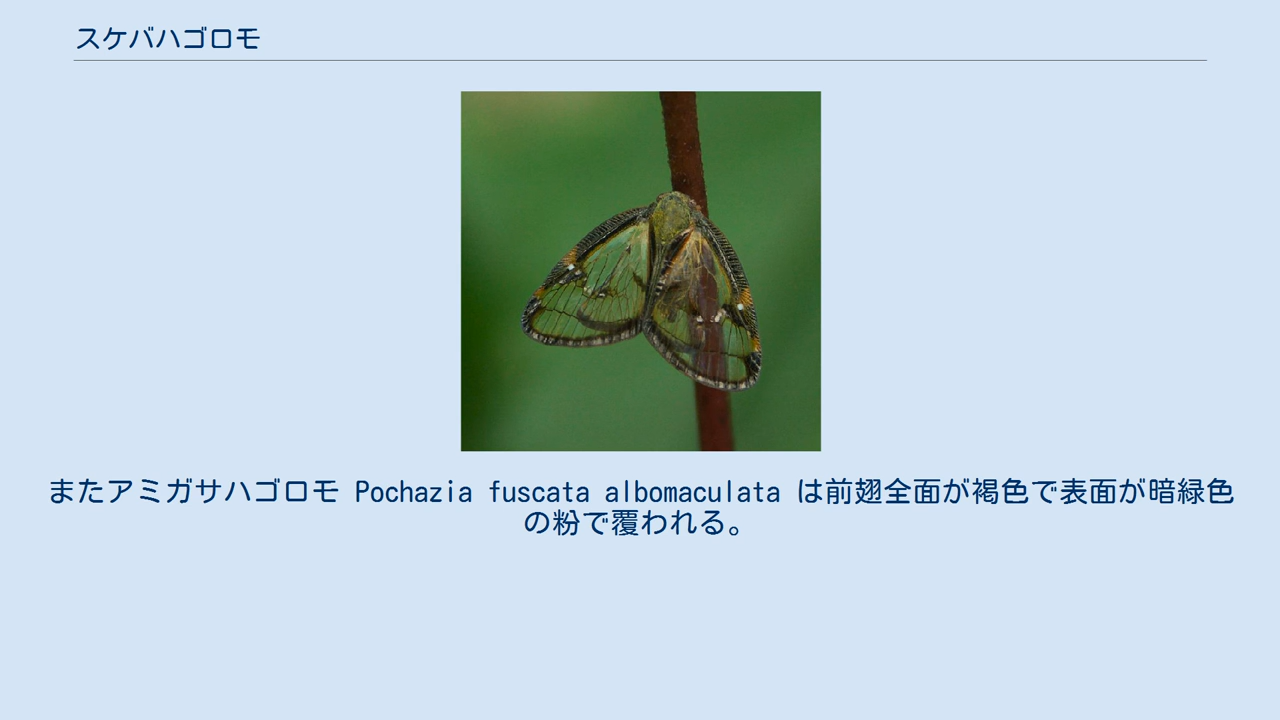 スケバハゴロモ
またアミガサハゴロモ Pochazia fuscata albomaculata は前翅全面が褐色で表面が暗緑色
の粉で覆われる。